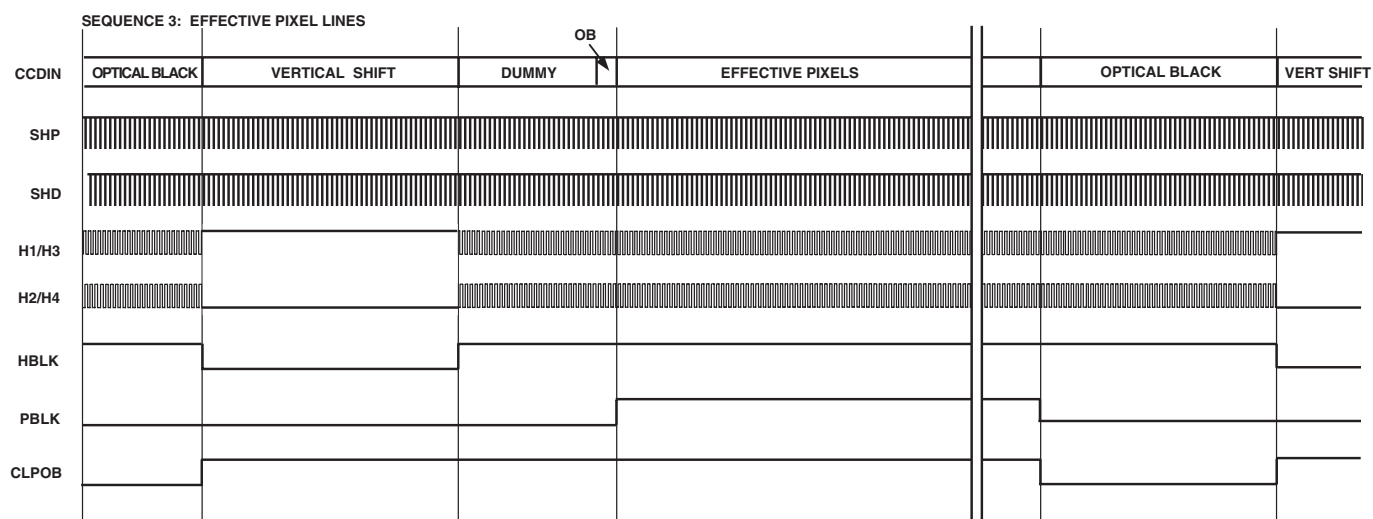 SEQUENCE 3: EFFECTIVE PIXEL LINES
OB
CCDIN OPTICAL BLACK VERTICAL SHIFT DUMMY EFFECTIVE PIXELS OPTICAL BLACK VERT SHIFT
SHP
SHD
H1/H3
H2/H4
HBLK
PBLK
CLPOB